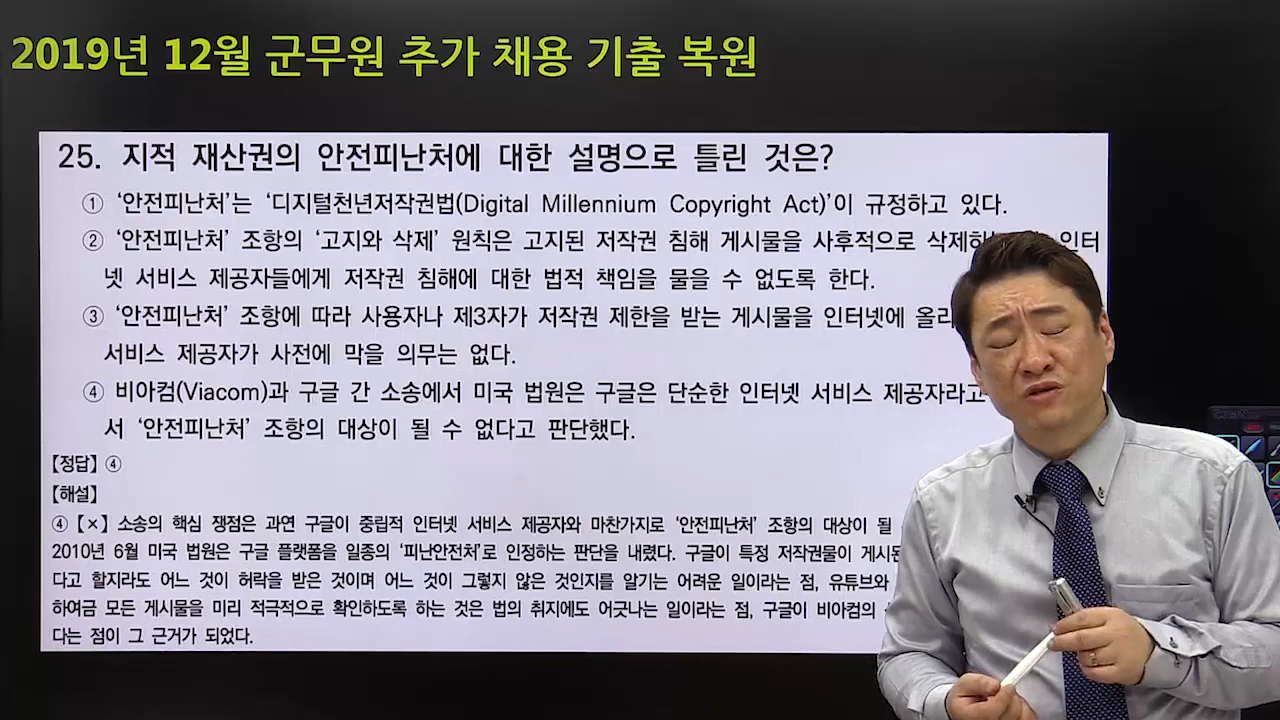 2019년 12월 군무원 추가 채용 기출 복원
25. 지적 재산권의 안전피난처에 대한 설명으로 틀린 것은?
① ‘안전피난처’는 ‘디지털천년저작권법(Digital Millennium Copyright Act)’이 규정하고 있다.
② ‘안전피난처’ 조항의 ‘고지와 삭제’ 원칙은 고지된 저작권 침해 게시물을 사후적으로 인터
넷 서비스 제공자들에게 저작권 침해에 대한 법적 책임을 물을 수 없도록 한다.
③ ‘안전피난처’ 조항에 따라 사용자나 제3자가 저작권 제한을 받는 게시물을 인터넷에
서비스 제공자가 사전에 막을 의무는 없다.
④ 비아컴(Viacom)과 구글 간 소송에서 미국 법원은 구글은 단순한 인터넷 서비스 제공자라고
서 ‘안전피난처’ 조항의 대상이 될 수 없다고 판단했다.
【정답】 ④
【해설】
④【×】 소송의 핵심 쟁점은 과연 구글이 중립적 인터넷 서비스 제공자와 마찬가지로 ‘안전피난처’ 조항의 대상이 될
2010년 6월 미국 법원은 구글 플랫폼을 일종의 ‘피난안전처’로 인정하는 판단을 내렸다. 구글이 특정 저작권물이
다고 할지라도 어느 것이 허락을 받은 것이며 어느 것이 그렇지 않은 것인지를 알기는 어려운 일이라는 점, 유튜브와
하여금 모든 게시물을 미리 적극적으로 확인하도록 하는 것은 법의 취지에도 어긋나는 일이라는 점, 구글이 비아컴의
다는 점이 그 근거가 되었다.